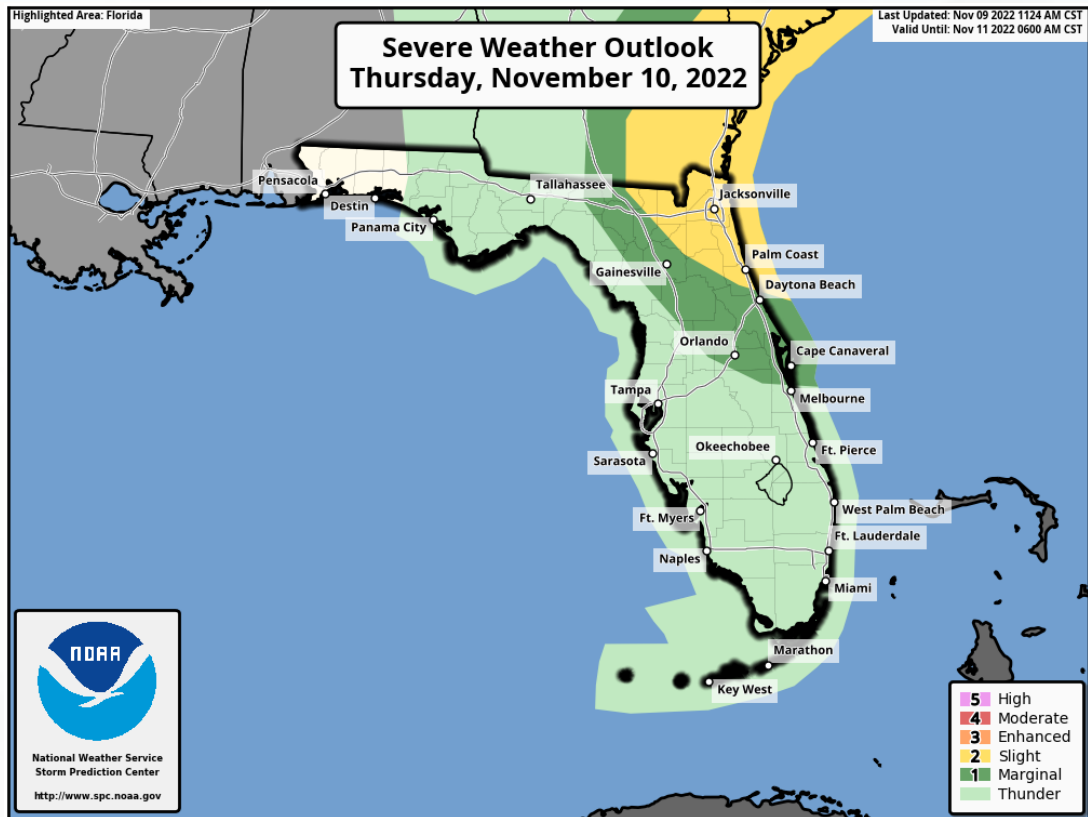 Highlighted Area: Florida
Last Updated: Nov 09 2022 1124 AM CST
Valid Until: Nov 11 2022 0600 AM CST
Severe Weather Outlook
Thursday, November 10, 2022
Pensacola
Tallahassee
Jacksonville
Destin
Panama City
Palm Coast
Gainesville
Daytona Beach
Orlando
Cape Canaveral
Tampa
Melbourne
Okeechobee
Ft. Pierce
Sarasota
West Palm Beach
Ft. Myers
Ft. Lauderdale
Naples
Miami
Marathon
Key West
NOAA
National Weather Service
Storm Prediction Center
http://www.spc.noaa.gov
5 High
4 Moderate
3 Enhanced
2 Slight
1 Marginal
Thunder